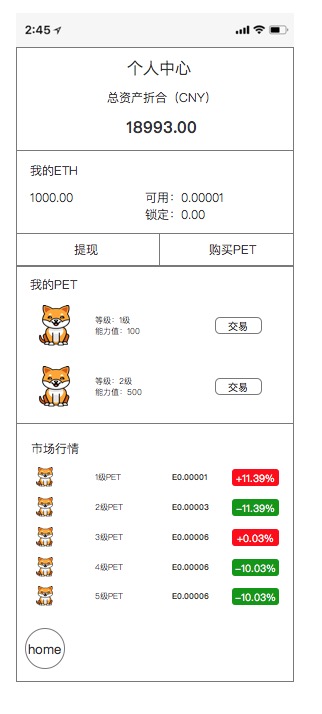 2:45
个人中心
总资产折合（CNY）
18993.00
我的ETH
1000.00 可用：0.00001
锁定：0.00
提现 购买PET
我的PET
等级：1级
能力值：100
交易
等级：2级
能力值：500
交易
市场行情
1级PET E0.00001 +11.39%
2级PET E0.00003 −11.39%
3级PET E0.00006 +0.03%
4级PET E0.00006 −10.03%
5级PET E0.00006 −10.03%
home